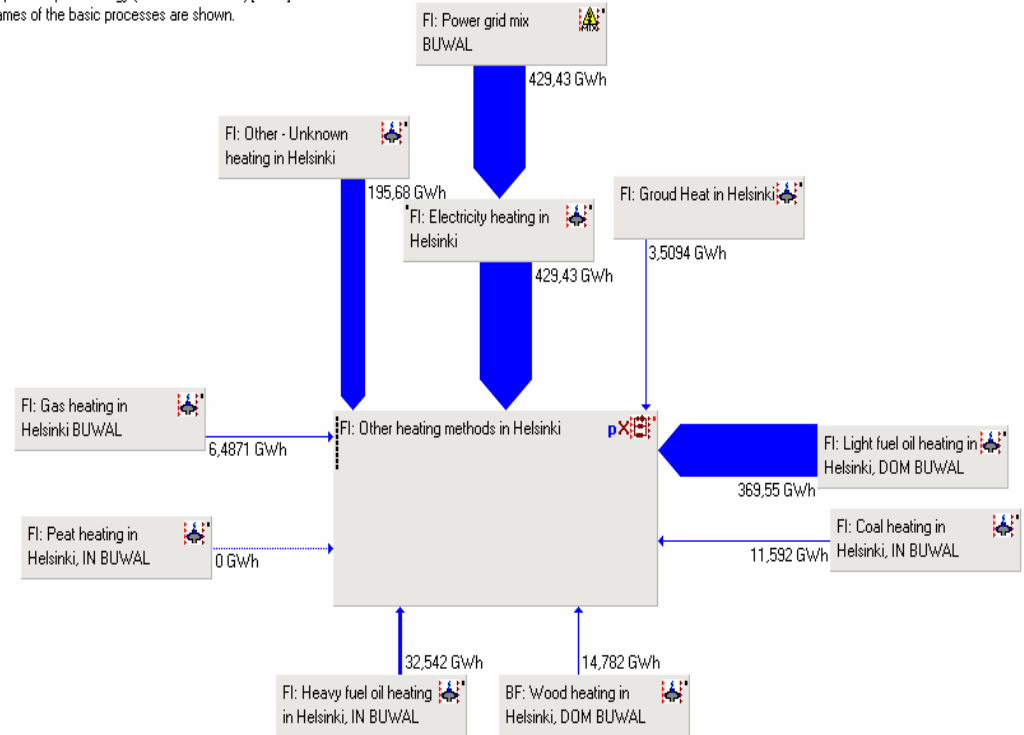 ames of the basic processes are shown.
FI: Power grid mix
BUWAL
MIX
429,43 GWh
FI: Other - Unknown
heating in Helsinki
195,68 GWh
FI: Electricity heating in
Helsinki
429,43 GWh
FI: Groud Heat in Helsinki
3,5094 GWh
FI: Gas heating in
Helsinki BUWAL
6,4871 GWh
FI: Other heating methods in Helsinki
pX
FI: Light fuel oil heating in
Helsinki, DOM BUWAL
369,55 GWh
FI: Peat heating in
Helsinki, IN BUWAL
0 GWh
FI: Coal heating in
Helsinki, IN BUWAL
11,592 GWh
32,542 GWh
FI: Heavy fuel oil heating
in Helsinki, IN BUWAL
14,782 GWh
BF: Wood heating in
Helsinki, DOM BUWAL